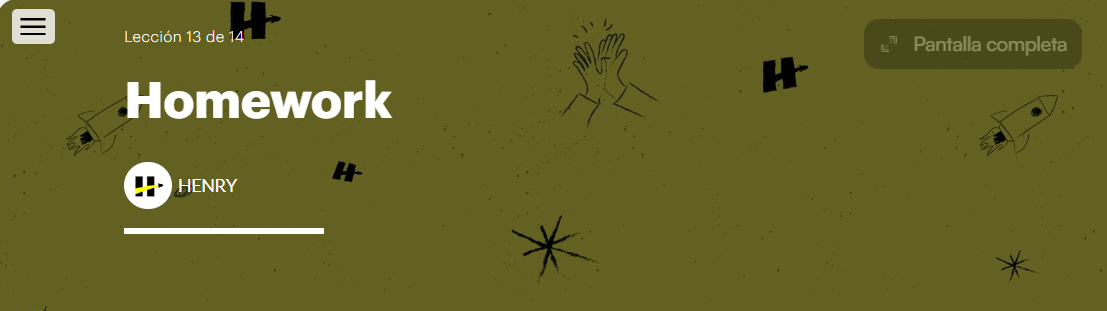 Lección 13 de 14
Pantalla completa
Homework
HENRY